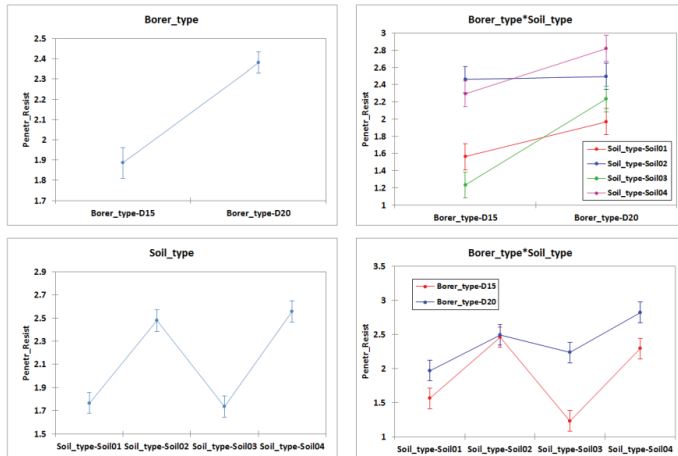 Borer_type
Penetr_Resist
2.5
2.4
2.3
2.2
2.1
2
1.9
1.8
1.7
Borer_type-D15 Borer_type-D20
Borer_type*Soil_type
Penetr_Resist
3
2.8
2.6
2.4
2.2
2
1.8
1.6
1.4
1.2
1
Soil_type-Soil01
Soil_type-Soil02
Soil_type-Soil03
Soil_type-Soil04
Borer_type-D15 Borer_type-D20
Soil_type
Penetr_Resist
2.9
2.7
2.5
2.3
2.1
1.9
1.7
1.5
Soil_type-Soil01 Soil_type-Soil02 Soil_type-Soil03 Soil_type-Soil04
Borer_type*Soil_type
Penetr_Resist
3.5
3
2.5
2
1.5
1
Borer_type-D15
Borer_type-D20
Soil_type-Soil01 Soil_type-Soil02 Soil_type-Soil03 Soil_type-Soil04